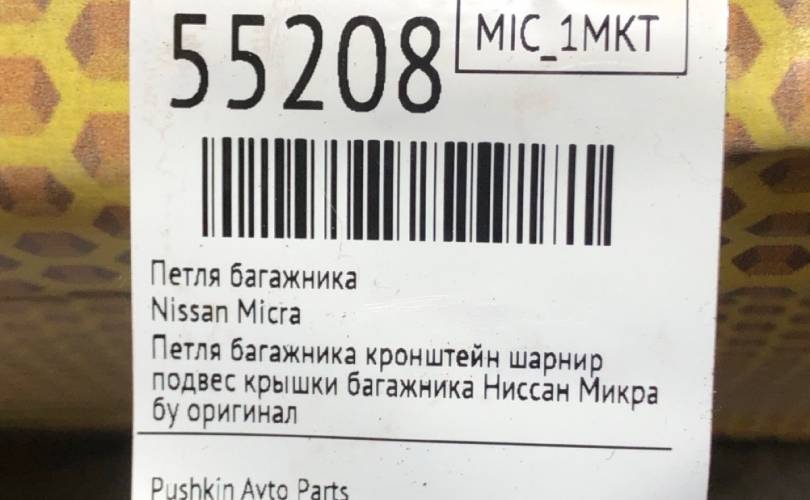 55208
MIC_1MKT
Петля багажника
Nissan Micra
Петля багажника кронштейн шарнир
подвес крышки багажника Ниссан Микра
бу оригинал
Pushkin Avto Parts